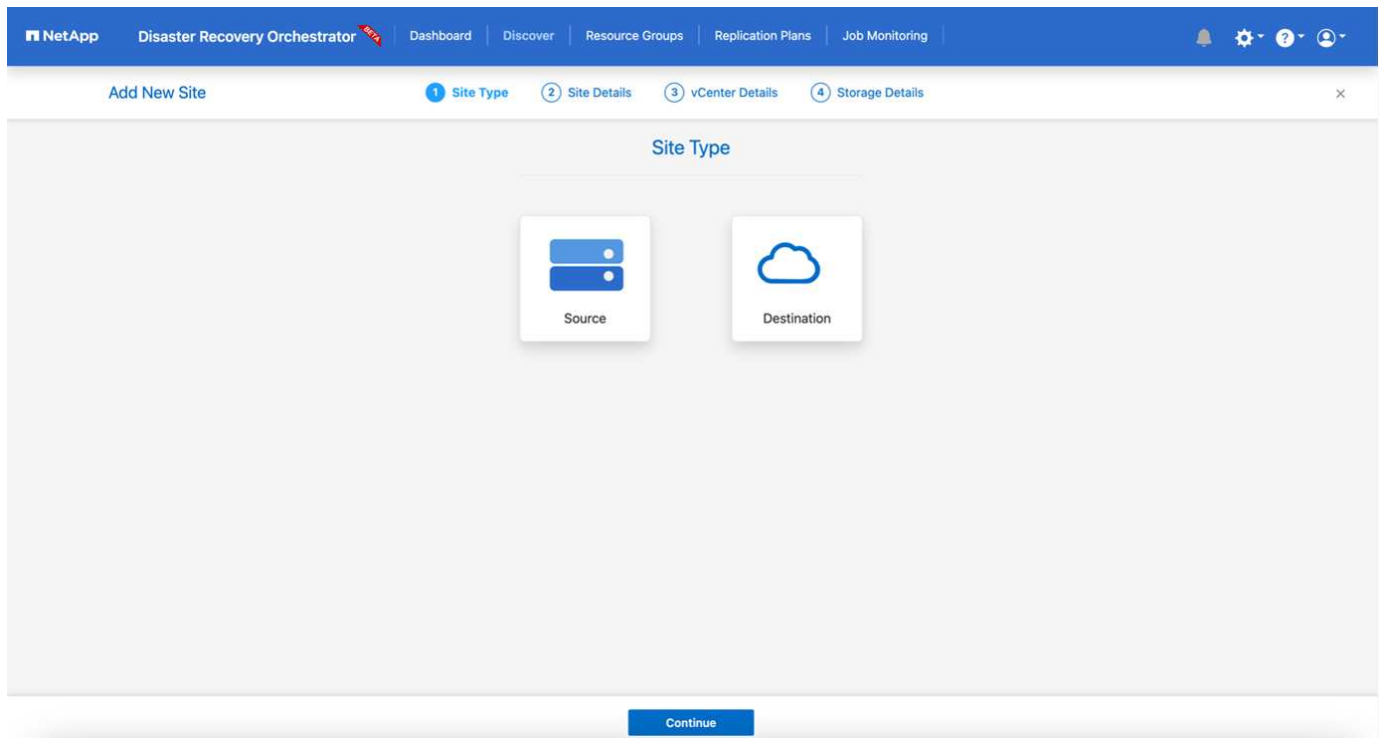 NetApp Disaster Recovery Orchestrator BETA Dashboard Discover Resource Groups Replication Plans Job Monitoring ?
Add New Site 1 Site Type 2 Site Details 3 vCenter Details 4 Storage Details
Site Type
Source Destination
Continue